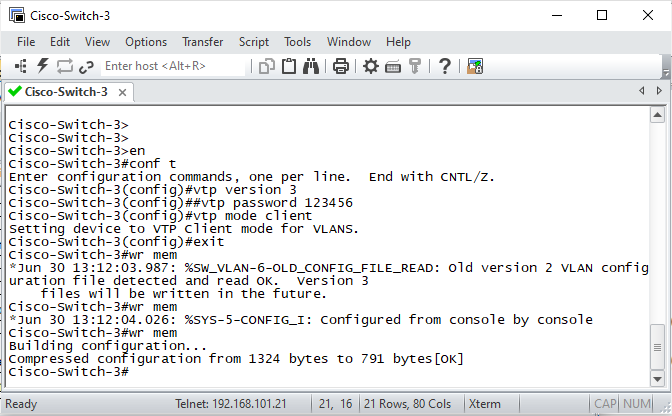 Cisco-Switch-3
File Edit View Options Transfer Script Tools Window Help
Enter host <Alt+R>
Cisco-Switch-3
Cisco-Switch-3>
Cisco-Switch-3>
Cisco-Switch-3>en
Cisco-Switch-3#conf t
Enter configuration commands, one per line.  End with CNTL/Z.
Cisco-Switch-3(config)#vtp version 3
Cisco-Switch-3(config)##vtp password 123456
Cisco-Switch-3(config)#vtp mode client
Setting device to VTP Client mode for VLANS.
Cisco-Switch-3(config)#exit
Cisco-Switch-3#wr mem
*Jun 30 13:12:03.987: %SW_VLAN-6-OLD_CONFIG_FILE_READ: Old version 2 VLAN config
uration file detected and read OK.  Version 3
    files will be written in the future.
Cisco-Switch-3#wr mem
*Jun 30 13:12:04.026: %SYS-5-CONFIG_I: Configured from console by console
Cisco-Switch-3#wr mem
Building configuration...
Compressed configuration from 1324 bytes to 791 bytes[OK]
Cisco-Switch-3#
Ready Telnet: 192.168.101.21 21, 16 21 Rows, 80 Cols Xterm CAP NUM